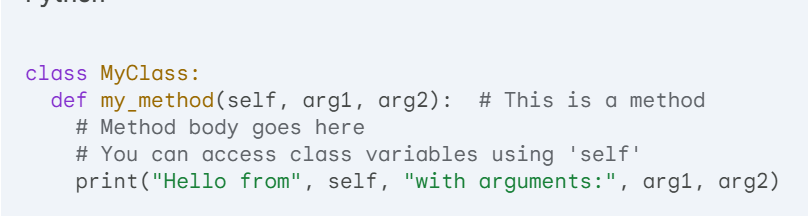 Python
class MyClass:
  def my_method(self, arg1, arg2):  # This is a method
    # Method body goes here
    # You can access class variables using 'self'
    print("Hello from", self, "with arguments:", arg1, arg2)